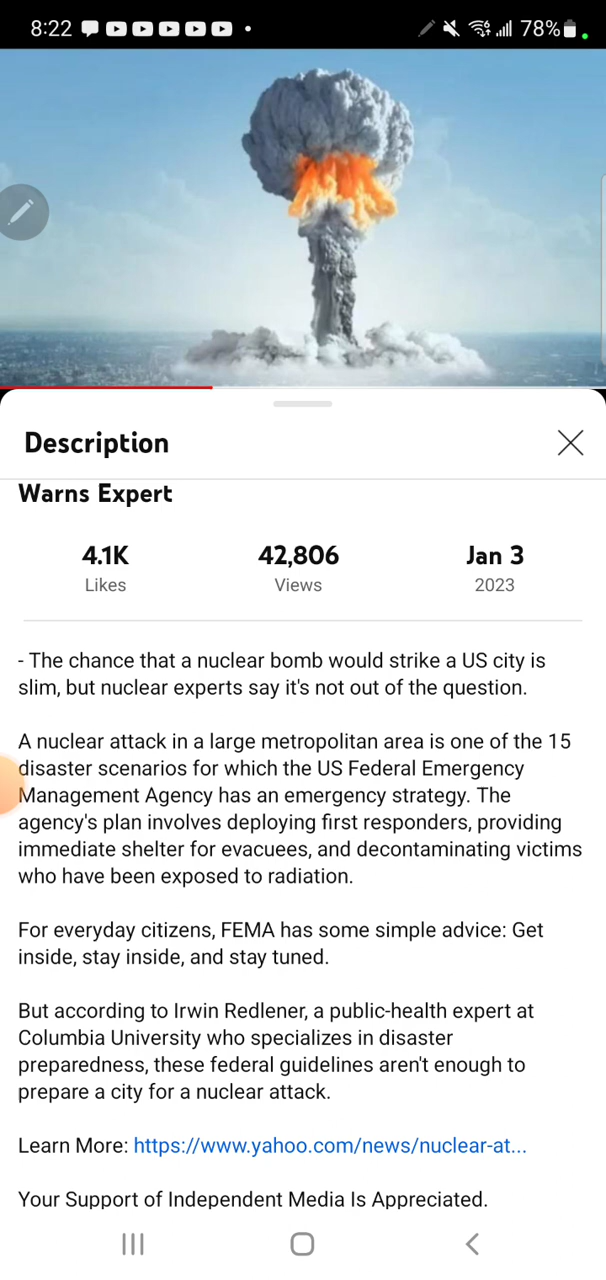 8:22
78%
Description
Warns Expert
4.1K
42,806
Jan 3
Likes
Views
2023
- The chance that a nuclear bomb would strike a US city is
slim, but nuclear experts say it's not out of the question.
A nuclear attack in a large metropolitan area is one of the 15
disaster scenarios for which the US Federal Emergency
Management Agency has an emergency strategy. The
agency's plan involves deploying first responders, providing
immediate shelter for evacuees, and decontaminating victims
who have been exposed to radiation.
For everyday citizens, FEMA has some simple advice: Get
inside, stay inside, and stay tuned.
But according to Irwin Redlener, a public-health expert at
Columbia University who specializes in disaster
preparedness, these federal guidelines aren't enough to
prepare a city for a nuclear attack.
Learn More: https://www.yahoo.com/news/nuclear-at...
Your Support of Independent Media Is Appreciated.